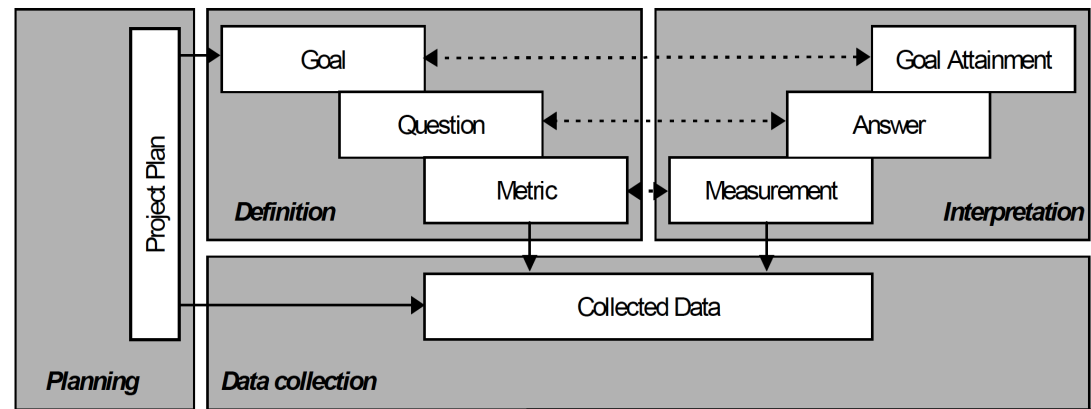 Goal
Goal Attainment
Question
Answer
Project Plan
Metric
Measurement
Definition
Interpretation
Collected Data
Planning
Data collection